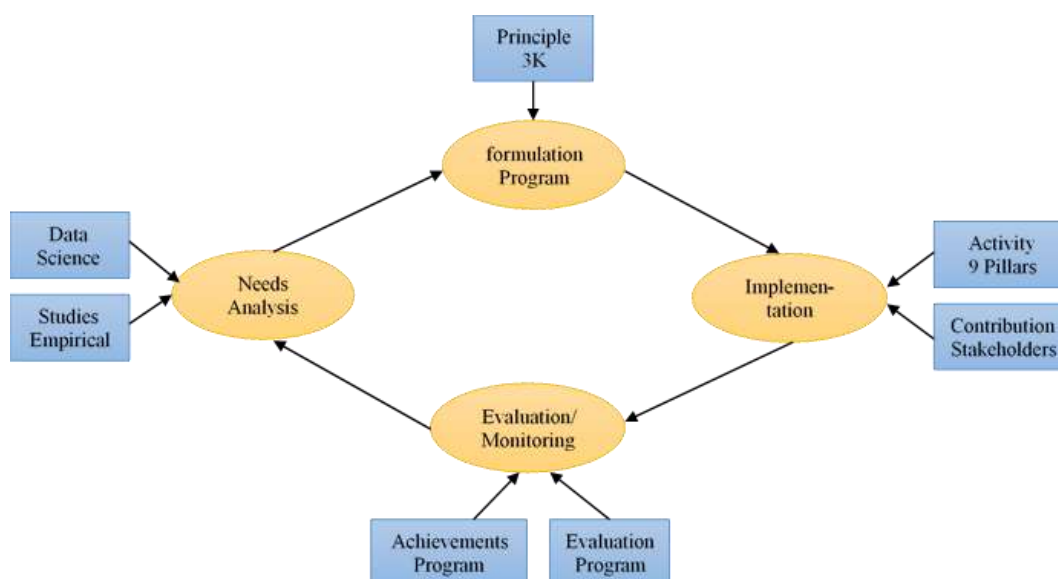 Principle
3K
formulation
Program
Data
Science
Needs
Analysis
Studies
Empirical
Implemen-
tation
Activity
9 Pillars
Contribution
Stakeholders
Evaluation/
Monitoring
Achievements
Program
Evaluation
Program